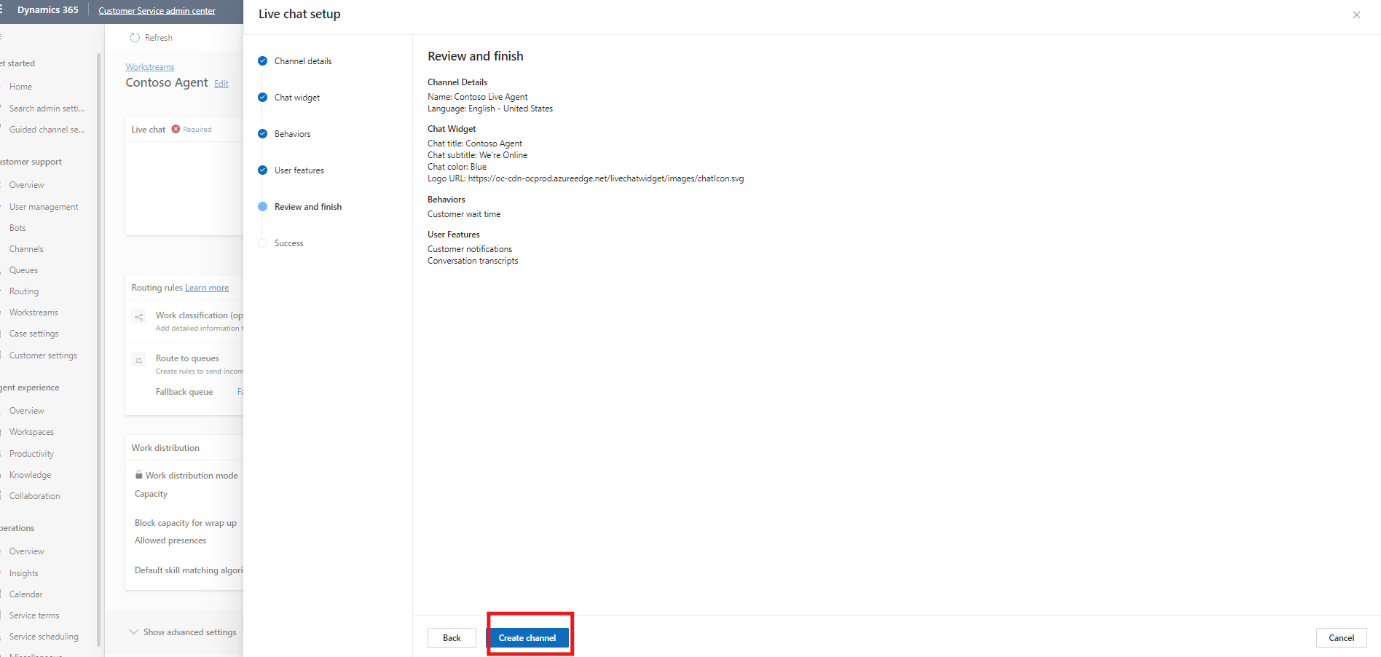 Dynamics 365
Customer Service admin center
Live chat setup
Refresh
et started
Home
Search admin setti...
Guided channel se...
ustomer support
Overview
User management
Bots
Channels
Queues
Routing
Workstreams
Case settings
Customer settings
gent experience
Overview
Workspaces
Productivity
Knowledge
Collaboration
perations
Overview
Insights
Calendar
Service terms
Service scheduling
Miscellaneous
Workstreams
Contoso Agent Edit
Live chat Required
Routing rules Learn more
Work classification (op
Add detailed information t
Route to queues
Create rules to send incom
Fallback queue Fa
Work distribution
Work distribution mode
Capacity
Block capacity for wrap up
Allowed presences
Default skill matching algori
Show advanced settings
Channel details
Chat widget
Behaviors
User features
Review and finish
Success
Review and finish
Channel Details
Name: Contoso Live Agent
Language: English - United States
Chat Widget
Chat title: Contoso Agent
Chat subtitle: We're Online
Chat color: Blue
Logo URL: https://oc-cdn-ocprod.azureedge.net/livechatwidget/images/chatIcon.svg
Behaviors
Customer wait time
User Features
Customer notifications
Conversation transcripts
Back
Create channel
Cancel